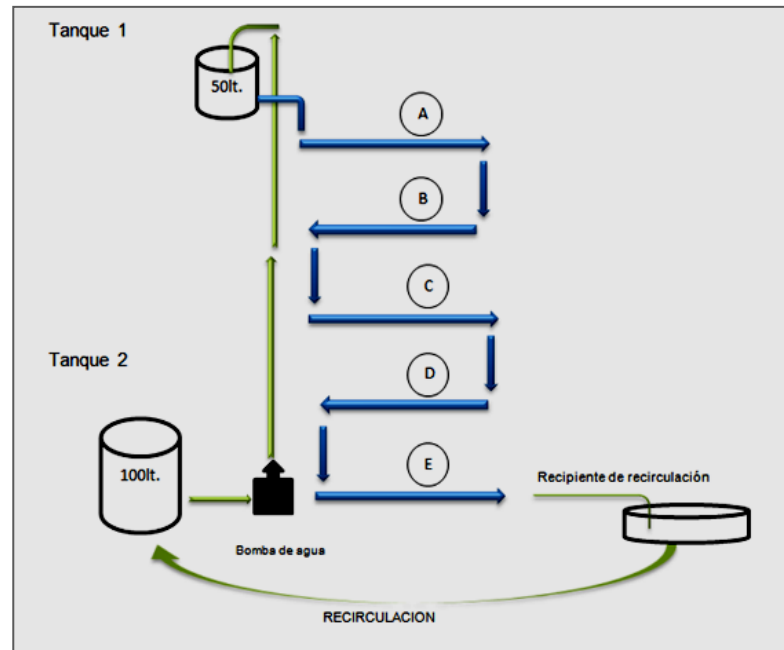 Tanque 1
50lt.
A
B
C
Tanque 2
D
100lt.
E
Recipiente de recirculación
Bomba de agua
RECIRCULACION